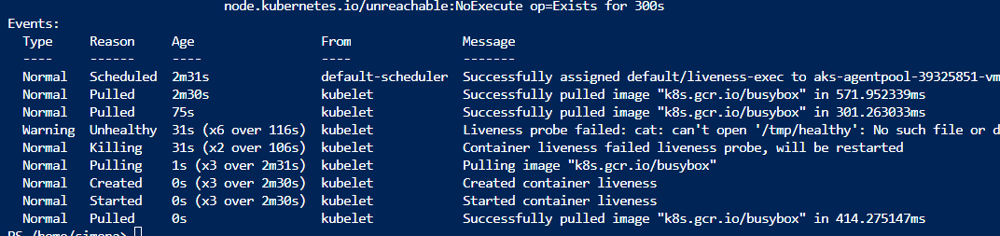 node.kubernetes.io/unreachable:NoExecute op=Exists for 300s
Events:
Type Reason Age From Message
---- ------ ---- ---- -------
Normal Scheduled 2m31s default-scheduler Successfully assigned default/liveness-exec to aks-agentpool-39325851-vm
Normal Pulled 2m30s kubelet Successfully pulled image "k8s.gcr.io/busybox" in 571.952339ms
Normal Pulled 75s kubelet Successfully pulled image "k8s.gcr.io/busybox" in 301.263033ms
Warning Unhealthy 31s (x6 over 116s) kubelet Liveness probe failed: cat: can't open '/tmp/healthy': No such file or d
Normal Killing 31s (x2 over 106s) kubelet Container liveness failed liveness probe, will be restarted
Normal Pulling 1s (x3 over 2m31s) kubelet Pulling image "k8s.gcr.io/busybox"
Normal Created 0s (x3 over 2m30s) kubelet Created container liveness
Normal Started 0s (x3 over 2m30s) kubelet Started container liveness
Normal Pulled 0s kubelet Successfully pulled image "k8s.gcr.io/busybox" in 414.275147ms
PS /home/simona>